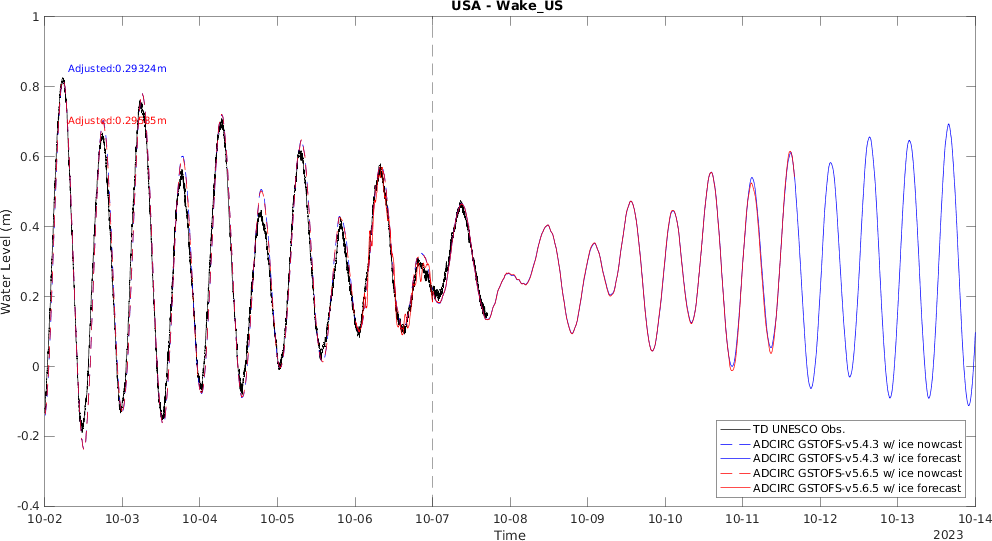 USA - Wake_US
Water Level (m)
1
0.8
0.6
0.4
0.2
0
-0.2
-0.4
Adjusted:0.29324m
TD UNESCO Obs.
ADCIRC GSTOFS-v5.4.3 w/ ice nowcast
ADCIRC GSTOFS-v5.4.3 w/ ice forecast
ADCIRC GSTOFS-v5.6.5 w/ ice nowcast
ADCIRC GSTOFS-v5.6.5 w/ ice forecast
10-02 10-03 10-04 10-05 10-06 10-07 10-08 10-09 10-10 10-11 10-12 10-13 10-14
Time
2023